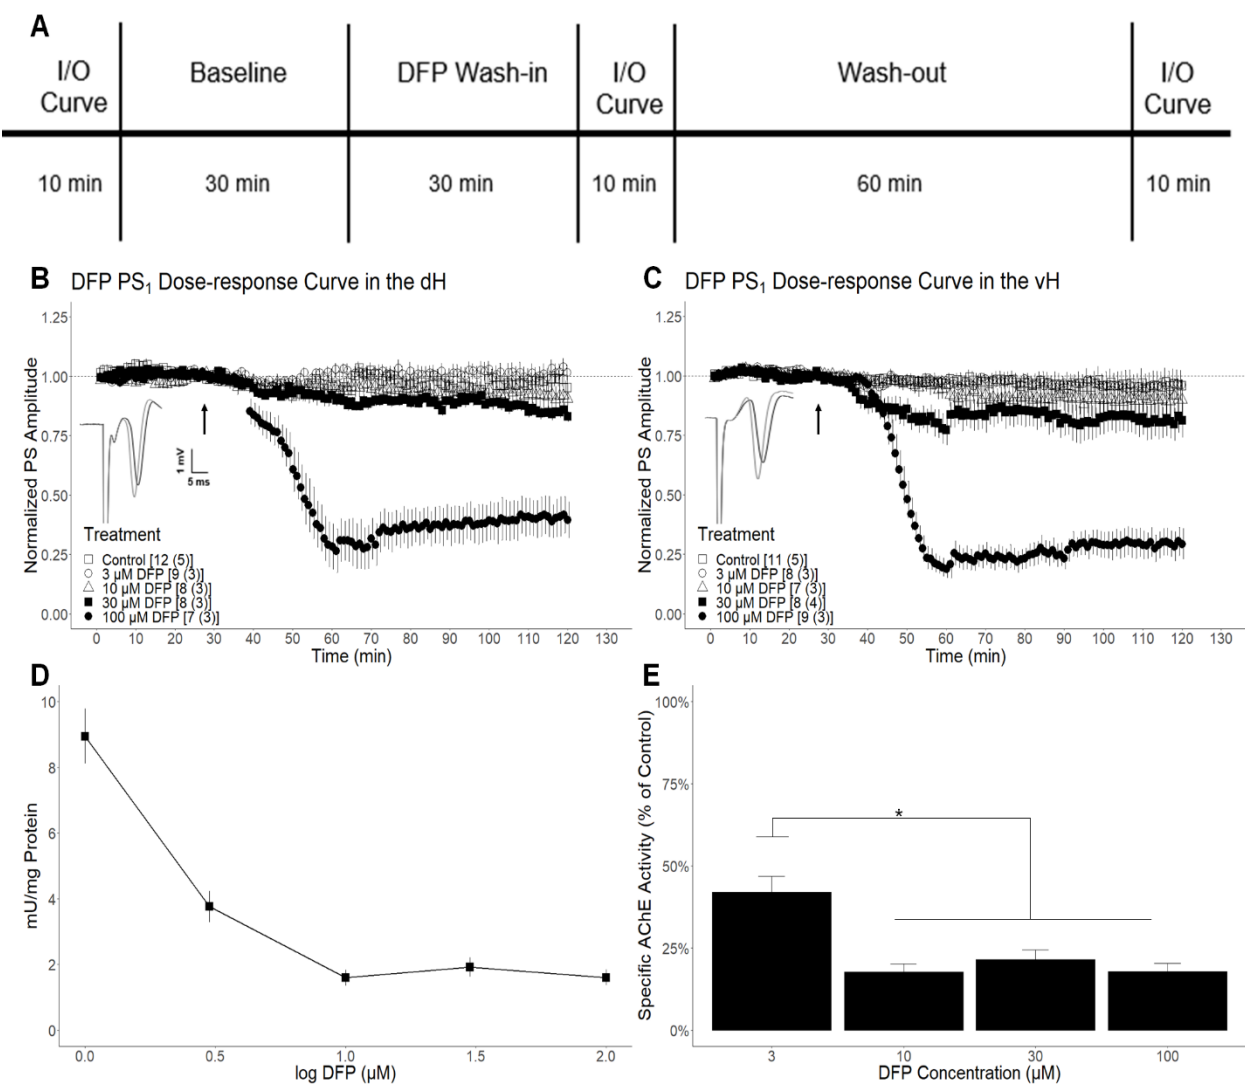 A
I/O
Curve
Baseline
DFP Wash-in
I/O
Curve
Wash-out
I/O
Curve
10 min
30 min
30 min
10 min
60 min
10 min
B
DFP PS₁ Dose-response Curve in the dH
Normalized PS Amplitude
1.25
1.00
0.75
0.50
0.25
0.00
1 mV
5 ms
Treatment
Control [12 (5)]
3 µM DFP [9 (3)]
10 µM DFP [8 (3)]
30 µM DFP [8 (3)]
100 µM DFP [7 (3)]
0 10 20 30 40 50 60 70 80 90 100 110 120 130
Time (min)
C
DFP PS₁ Dose-response Curve in the vH
Normalized PS Amplitude
1.25
1.00
0.75
0.50
0.25
0.00
Treatment
Control [11 (5)]
3 µM DFP [8 (3)]
10 µM DFP [7 (3)]
30 µM DFP [8 (4)]
100 µM DFP [9 (3)]
0 10 20 30 40 50 60 70 80 90 100 110 120 130
Time (min)
D
mU/mg Protein
10
8
6
4
2
0
0.0 0.5 1.0 1.5 2.0
log DFP (µM)
E
Specific AChE Activity (% of Control)
100%
75%
50%
25%
0%
*
3 10 30 100
DFP Concentration (µM)